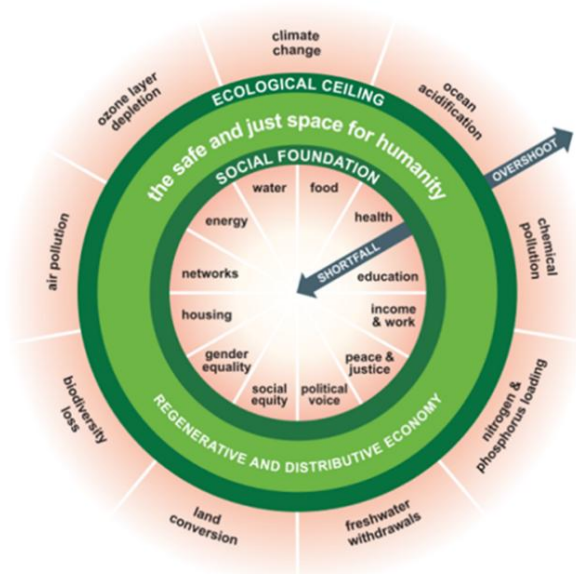 climate
change
ozone layer
depletion
ocean
acidification
ECOLOGICAL CEILING
the safe and just space for humanity
OVERSHOOT
SOCIAL FOUNDATION
water
food
energy
health
air pollution
chemical
pollution
SHORTFALL
networks
education
housing
income
& work
gender
equality
peace &
justice
social
equity
political
voice
biodiversity
loss
nitrogen &
phosphorus loading
REGENERATIVE AND DISTRIBUTIVE ECONOMY
land
conversion
freshwater
withdrawals